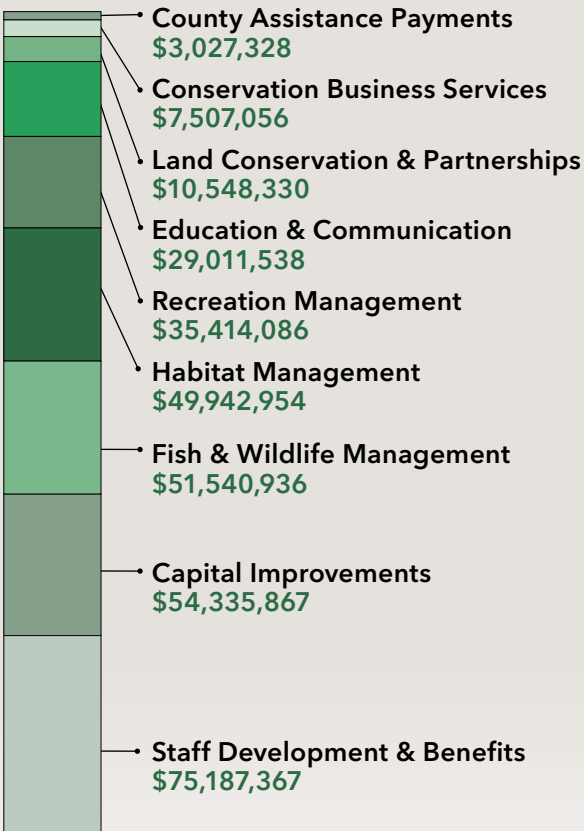 County Assistance Payments
$3,027,328
Conservation Business Services
$7,507,056
Land Conservation & Partnerships
$10,548,330
Education & Communication
$29,011,538
Recreation Management
$35,414,086
Habitat Management
$49,942,954
Fish & Wildlife Management
$51,540,936
Capital Improvements
$54,335,867
Staff Development & Benefits
$75,187,367